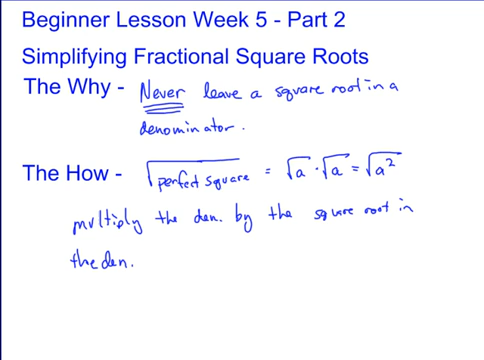 Beginner Lesson Week 5 - Part 2
Simplifying Fractional Square Roots
The Why - Never leave a square root in a
denominator.
The How - √perfect square = √a · √a = √a²
multiply the den. by the square root in
the den.